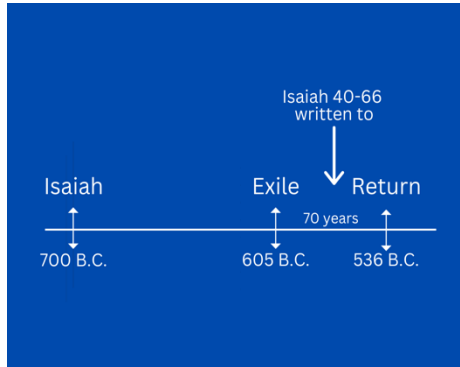 Isaiah 40-66
written to
Isaiah
Exile
Return
70 years
700 B.C.
605 B.C.
536 B.C.